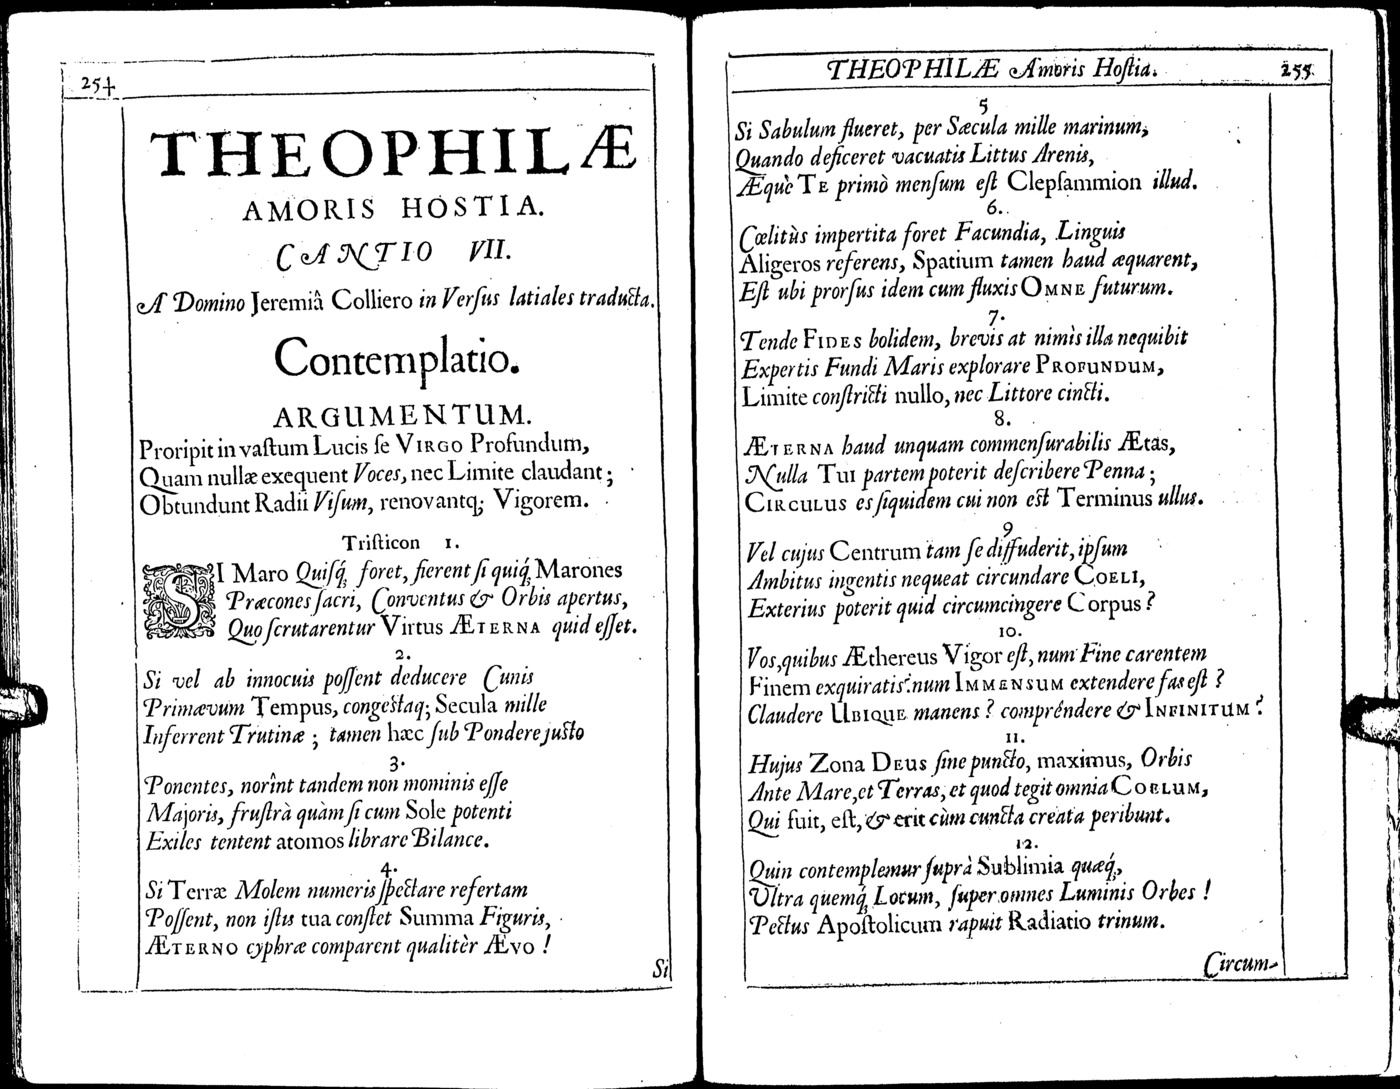 254
THEOPHILÆ
AMORIS HOSTIA.
CANTIO VII.
A Domino Jeremiâ Colliero in Verſus latiales traducta.
Contemplatio.
ARGUMENTUM.
Proripit in vaſtum Lucis ſe VIRGO Profundum,
Quam nullæ exequent Voces, nec Limite claudant;
Obtundunt Radii Viſum, renovantq; Vigorem.
Triſticon 1.
SI Maro Quiſq; foret, fierent ſi quiq; Marones
Præcones ſacri, Conventus & Orbis apertus,
Quo ſcrutarentur Virtus ÆTERNA quid eſſet.
2.
Si vel ab innocuis poſſent deducere Cunis
Primævum Tempus, congeſtaq; Secula mille
Inferrent Trutinæ; tamen hæc ſub Pondere juſto
3.
Ponentes, norînt tandem non mominis eſſe
Majoris, fruſtrà quàm ſi cum Sole potenti
Exiles tentent atomos librare Bilance.
4.
Si Terræ Molem numeris ſpectare refertam
Poſſent, non iſtis tua conſtet Summa Figuris,
ÆTERNO cyphræ comparent qualitèr ÆVO!
Si
THEOPHILÆ Amoris Hoſtia.
255
5
Si Sabulum flueret, per Sæcula mille marinum,
Quando deficeret vacuatis Littus Arenis,
Æquè TE primò menſum eſt Clepſammion illud.
6.
Cœlitùs impertita foret Facundia, Linguis
Aligeros referens, Spatium tamen haud æquarent,
Eſt ubi prorſus idem cum fluxis OMNE futurum.
7.
Tende FIDES bolidem, brevis at nimìs illa nequibit
Expertis Fundi Maris explorare PROFUNDUM,
Limite conſtricti nullo, nec Littore cincti.
8.
ÆTERNA haud unquam commenſurabilis Ætas,
Nulla Tui partem poterit deſcribere Penna;
CIRCULUS es ſiquidem cui non eſt Terminus ullus.
9
Vel cujus Centrum tam ſe diffuderit, ipſum
Ambitus ingentis nequeat circundare COELI,
Exterius poterit quid circumcingere Corpus?
10.
Vos, quibus Æthereus Vigor eſt, num Fine carentem
Finem exquiratis? num IMMENSUM extendere fas eſt?
Claudere UBIQUE manens? compréndere & INFINITUM?
11.
Hujus Zona DEUS ſine puncto, maximus, Orbis
Ante Mare, et Terras, et quod tegit omnia COELUM,
Qui fuit, eſt, & erit cùm cuncta creata peribunt.
12.
Quin contemplemur ſuprà Sublimia quæq;,
Ultra quemq; Locum, ſuper omnes Luminis Orbes!
Pectus Apoſtolicum rapuit Radiatio trinum.
Circum-